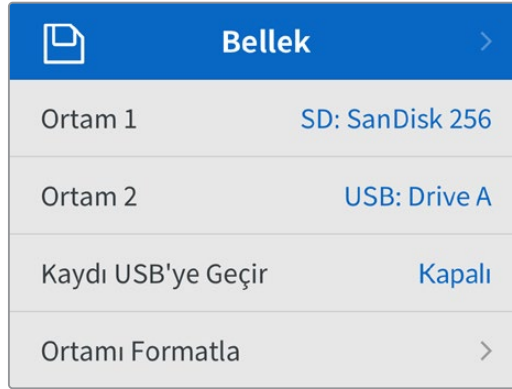 Bellek
Ortam 1 SD: SanDisk 256
Ortam 2 USB: Drive A
Kaydı USB'ye Geçir Kapalı
Ortamı Formatla